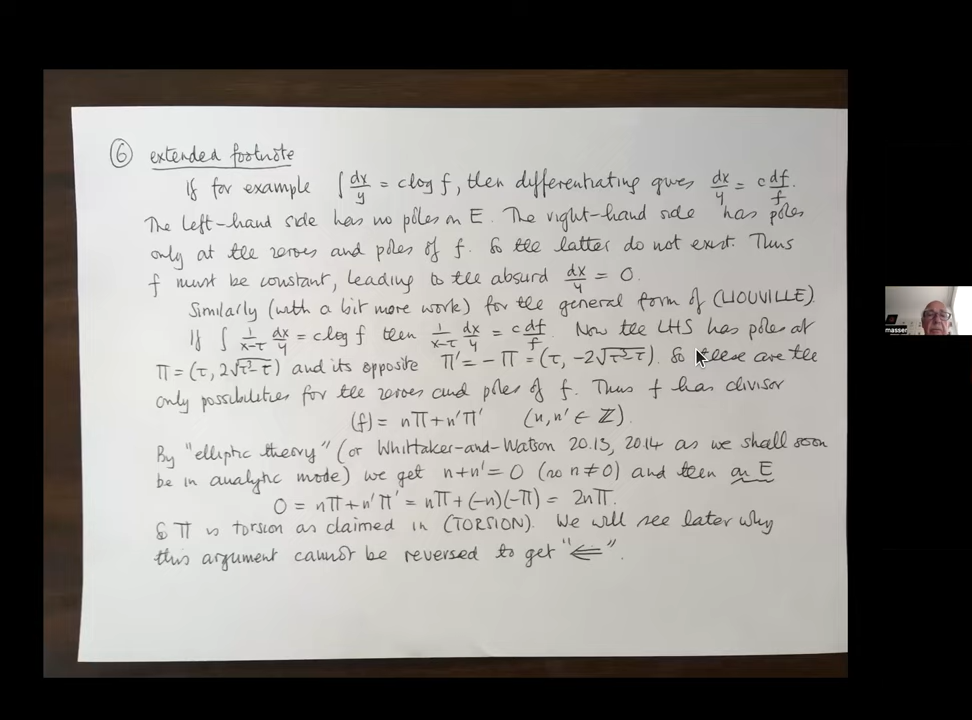 ⑥ extended footnote
If for example ∫ dx/y = c log f, then differentiating gives dx/y = c df/f.
The left-hand side has no poles on E. The right-hand side has poles
only at the zeroes and poles of f. So the latter do not exist. Thus
f must be constant, leading to the absurd dx/y = 0.
Similarly (with a bit more work) for the general form of (LIOUVILLE).
If ∫ 1/(x-τ) dx/y = c log f then 1/(x-τ) dx/y = c df/f. Now the LHS has poles at
Π = (τ, 2√(τ²-τ)) and its opposite Π' = -Π = (τ, -2√(τ²-τ)). So these are the
only possibilities for the zeroes and poles of f. Thus f has divisor
(f) = nΠ + n'Π' (n, n' ∈ ℤ).
By "elliptic theory" (or Whittaker-and-Watson 20.13, 20.14 as we shall soon
be in analytic mode) we get n+n' = 0 (so n ≠ 0) and then on E
0 = nΠ + n'Π' = nΠ + (-n)(-Π) = 2nΠ.
So Π is torsion as claimed in (TORSION). We will see later why
this argument cannot be reversed to get "⇐".
masser